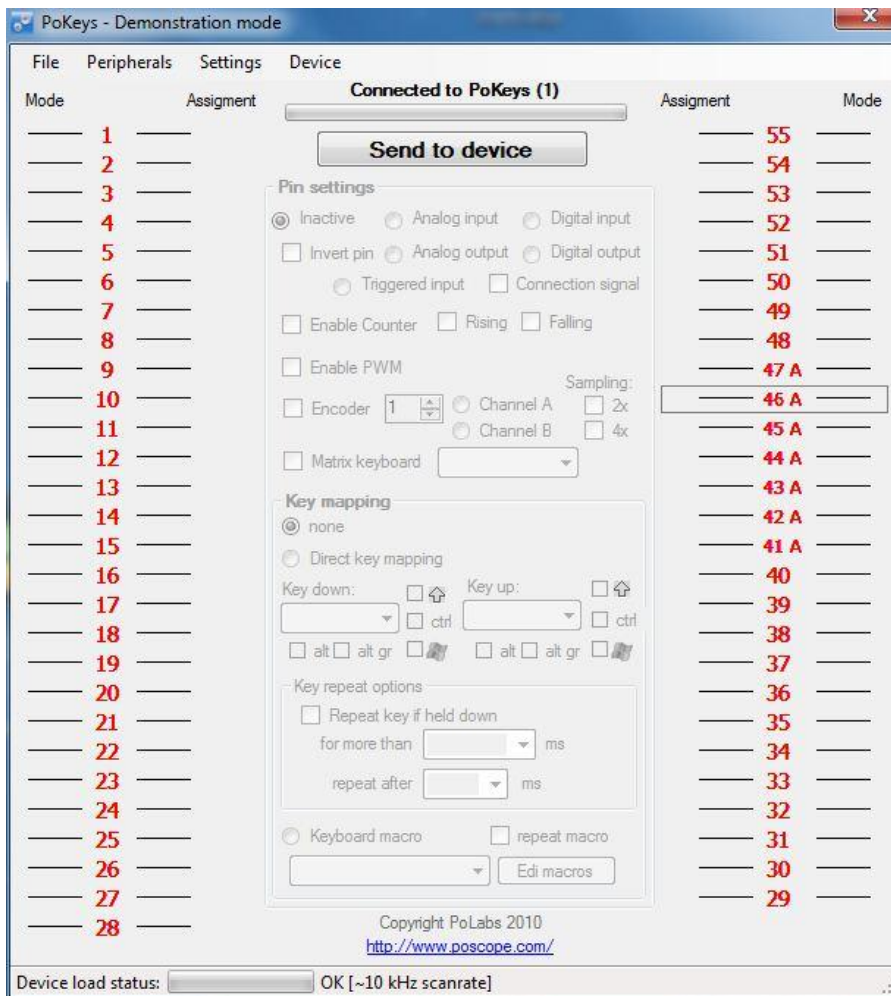 PoKeys - Demonstration mode
File Peripherals Settings Device
Mode Assigment Connected to PoKeys (1) Assigment Mode
Send to device
1
2
3
4
5
6
7
8
9
10
11
12
13
14
15
16
17
18
19
20
21
22
23
24
25
26
27
28
Pin settings
Inactive Analog input Digital input
Invert pin Analog output Digital output
Triggered input Connection signal
Enable Counter Rising Falling
Enable PWM
Sampling:
Encoder 1 Channel A 2x
Channel B 4x
Matrix keyboard
Key mapping
none
Direct key mapping
Key down: Key up:
ctrl ctrl
alt alt gr alt alt gr
Key repeat options
Repeat key if held down
for more than ms
repeat after ms
Keyboard macro repeat macro
Edi macros
Copyright PoLabs 2010
http://www.poscope.com/
55
54
53
52
51
50
49
48
47 A
46 A
45 A
44 A
43 A
42 A
41 A
40
39
38
37
36
35
34
33
32
31
30
29
Device load status: OK [~10 kHz scanrate]